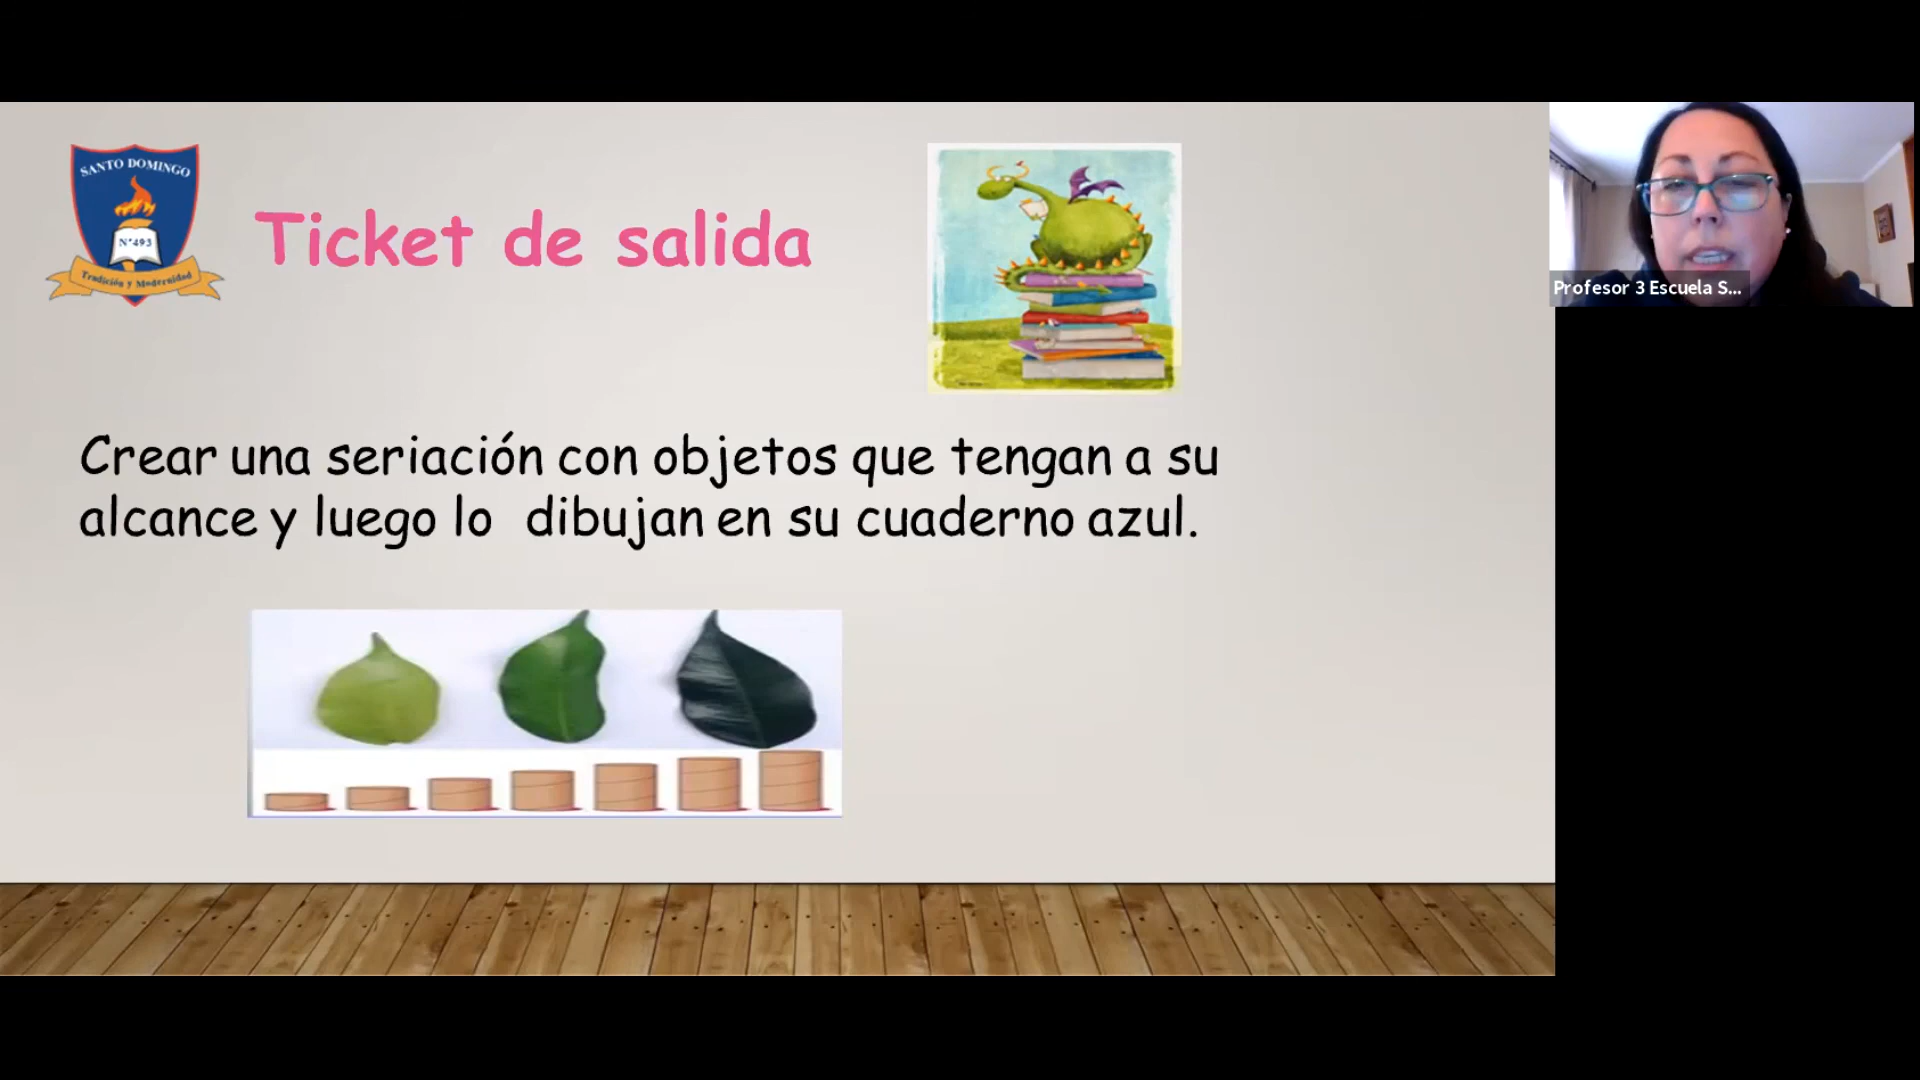 SANTO DOMINGO
N°493
Tradición y Modernidad
Ticket de salida
Profesor 3 Escuela S...
Crear una seriación con objetos que tengan a su
alcance y luego lo dibujan en su cuaderno azul.